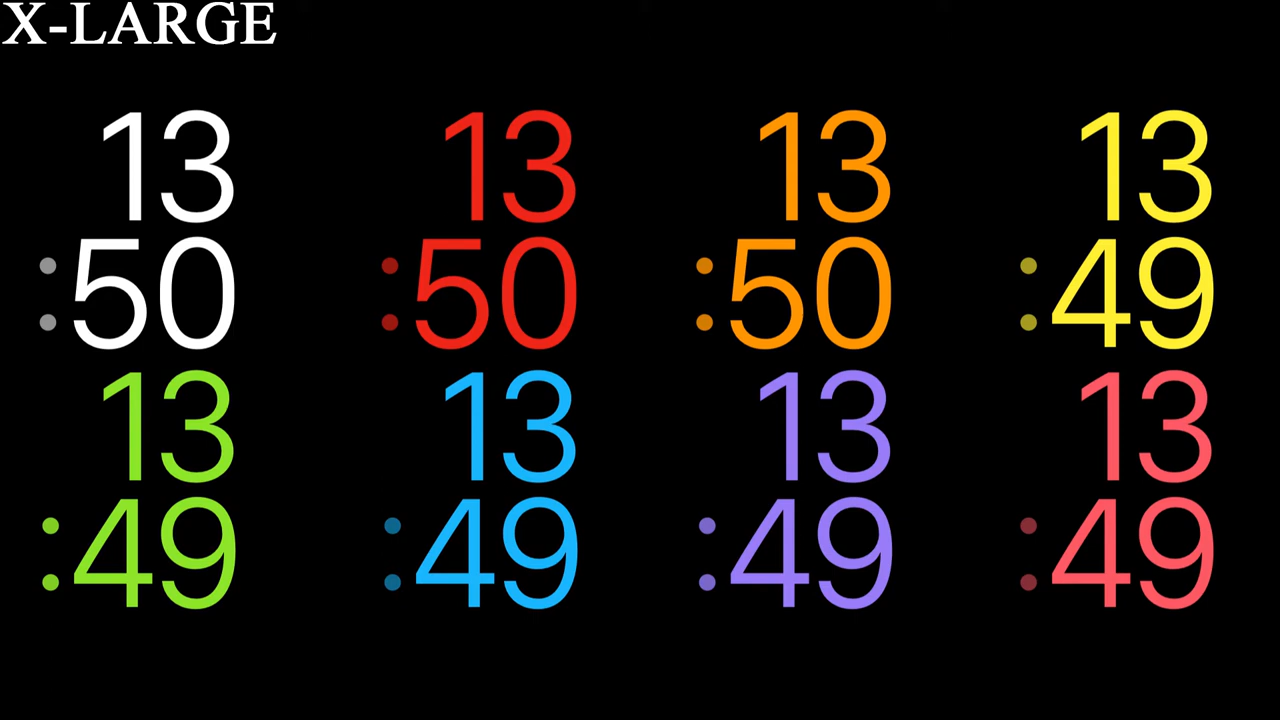 X-LARGE
13 13 13 13
:50 :50 :50 :49
13 13 13 13
:49 :49 :49 :49